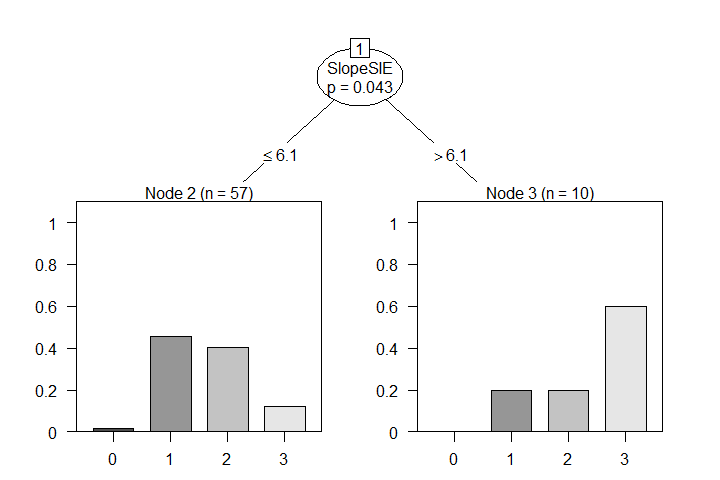 1
SlopeSIE
p = 0.043
≤ 6.1
> 6.1
Node 2 (n = 57)
Node 3 (n = 10)
1
0.8
0.6
0.4
0.2
0
0 1 2 3
1
0.8
0.6
0.4
0.2
0
0 1 2 3